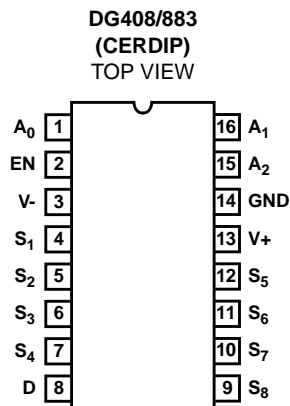 DG408/883
(CERDIP)
TOP VIEW
A0 1 16 A1
EN 2 15 A2
V- 3 14 GND
S1 4 13 V+
S2 5 12 S5
S3 6 11 S6
S4 7 10 S7
D 8 9 S8